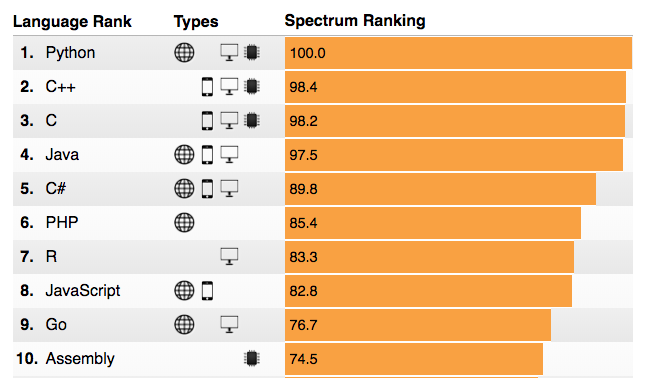 Language Rank Types Spectrum Ranking
1. Python 100.0
2. C++ 98.4
3. C 98.2
4. Java 97.5
5. C# 89.8
6. PHP 85.4
7. R 83.3
8. JavaScript 82.8
9. Go 76.7
10. Assembly 74.5